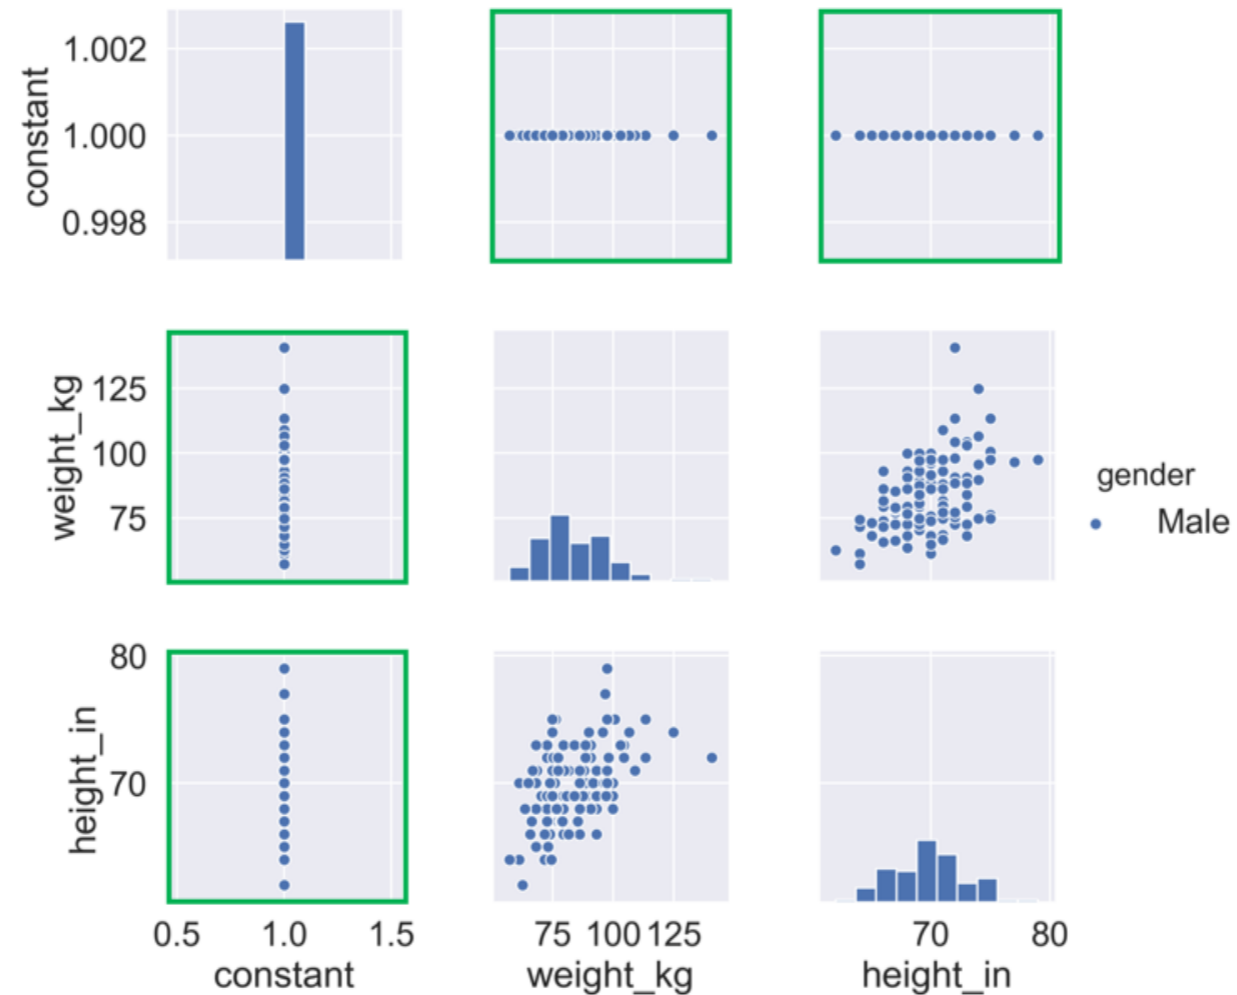 constant
1.002
1.000
0.998
weight_kg
125
100
75
gender
Male
height_in
80
70
0.5 1.0 1.5
constant
75 100 125
weight_kg
70 80
height_in